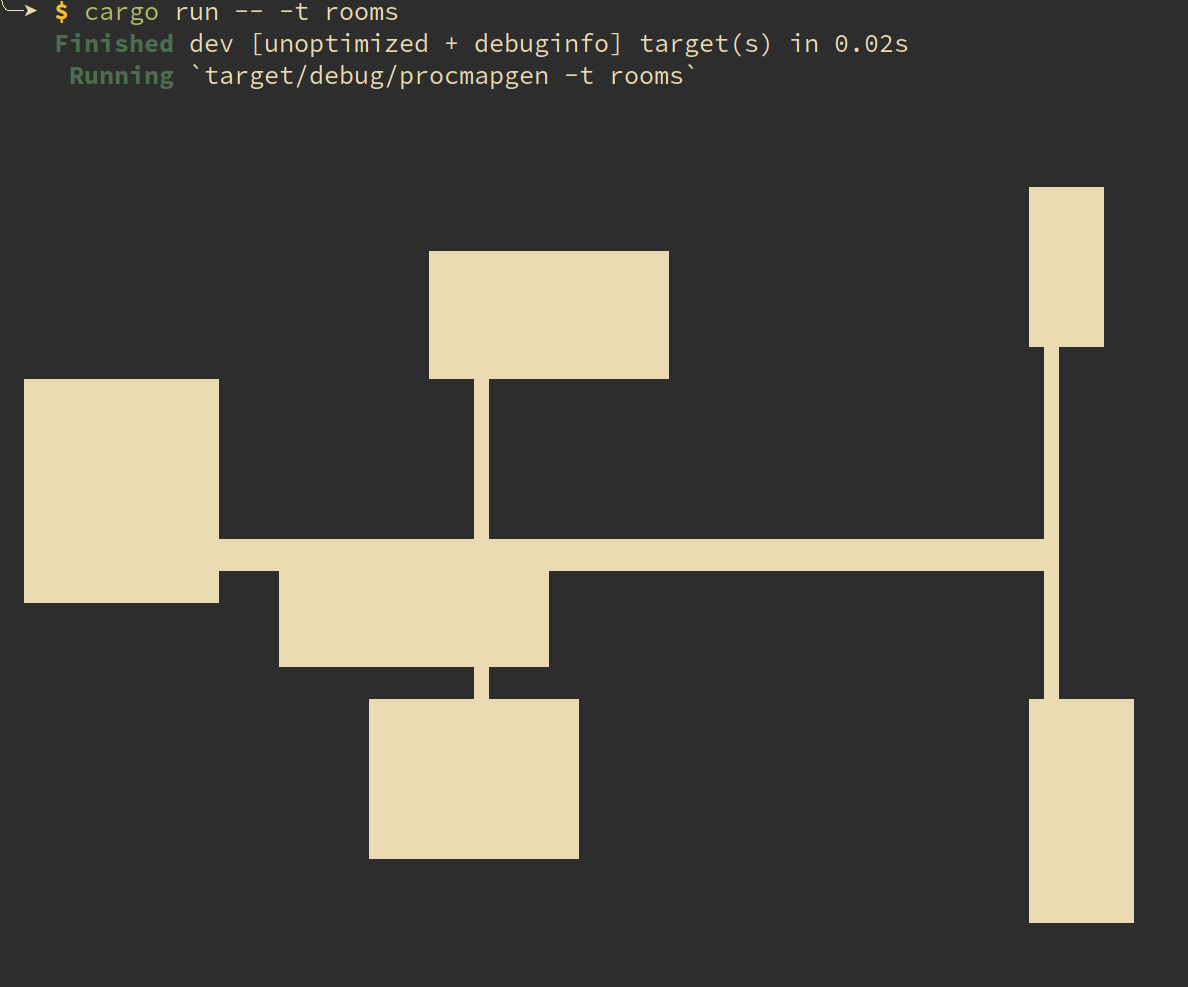 $ cargo run -- -t rooms
Finished dev [unoptimized + debuginfo] target(s) in 0.02s
Running `target/debug/procmapgen -t rooms`